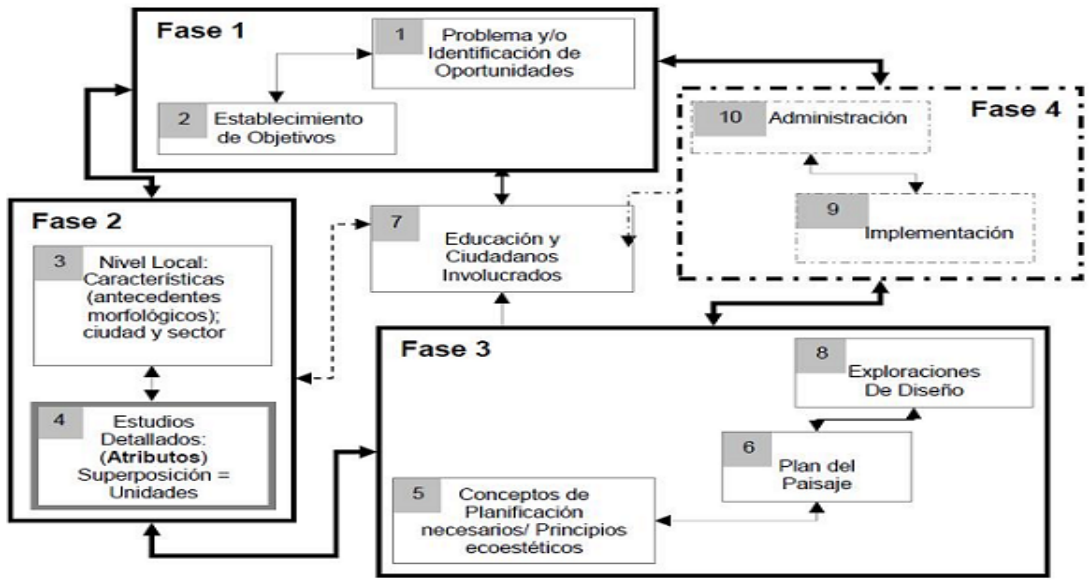 Fase 1
1
Problema y/o
Identificación de
Oportunidades
2
Establecimiento
de Objetivos
Fase 4
10
Administración
9
Implementación
Fase 2
3
Nivel Local:
Características
(antecedentes
morfológicos);
ciudad y sector
4
Estudios
Detallados:
(Atributos)
Superposición =
Unidades
7
Educación y
Ciudadanos
Involucrados
Fase 3
8
Exploraciones
De Diseño
6
Plan del
Paisaje
5
Conceptos de
Planificación
necesarios/ Principios
ecoestéticos